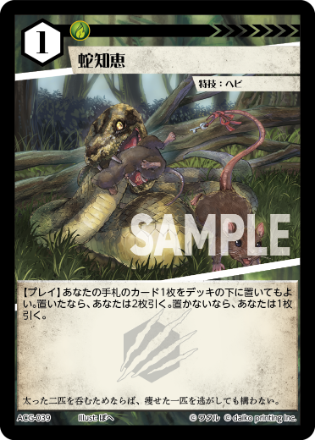 1
蛇知恵
特技：ヘビ
SAMPLE
【プレイ】あなたの手札のカード1枚をデッキの下に置いてもよ
い。置いたなら、あなたは2枚引く。置かないなら、あなたは1枚
引く。
太った二匹を呑むためならば、痩せた一匹を逃がしても構わない。
ACG-039 Illust: ぽへ © ククル © daiko printing inc.